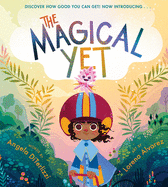 DISCOVER HOW GOOD YOU CAN GET! NOW INTRODUCING . . .
THE
MAGICAL
YET
Angela DiTerlizzi
Lorena Alvarez